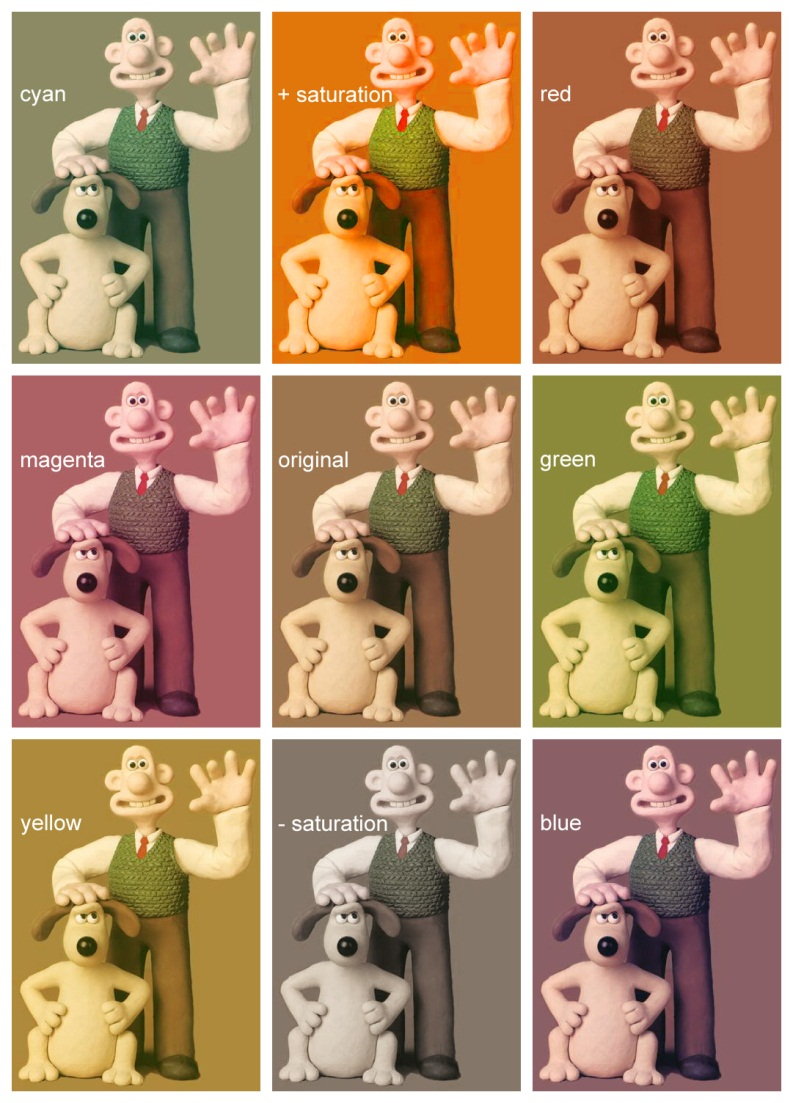 cyan
+ saturation
red
magenta
original
green
yellow
- saturation
blue